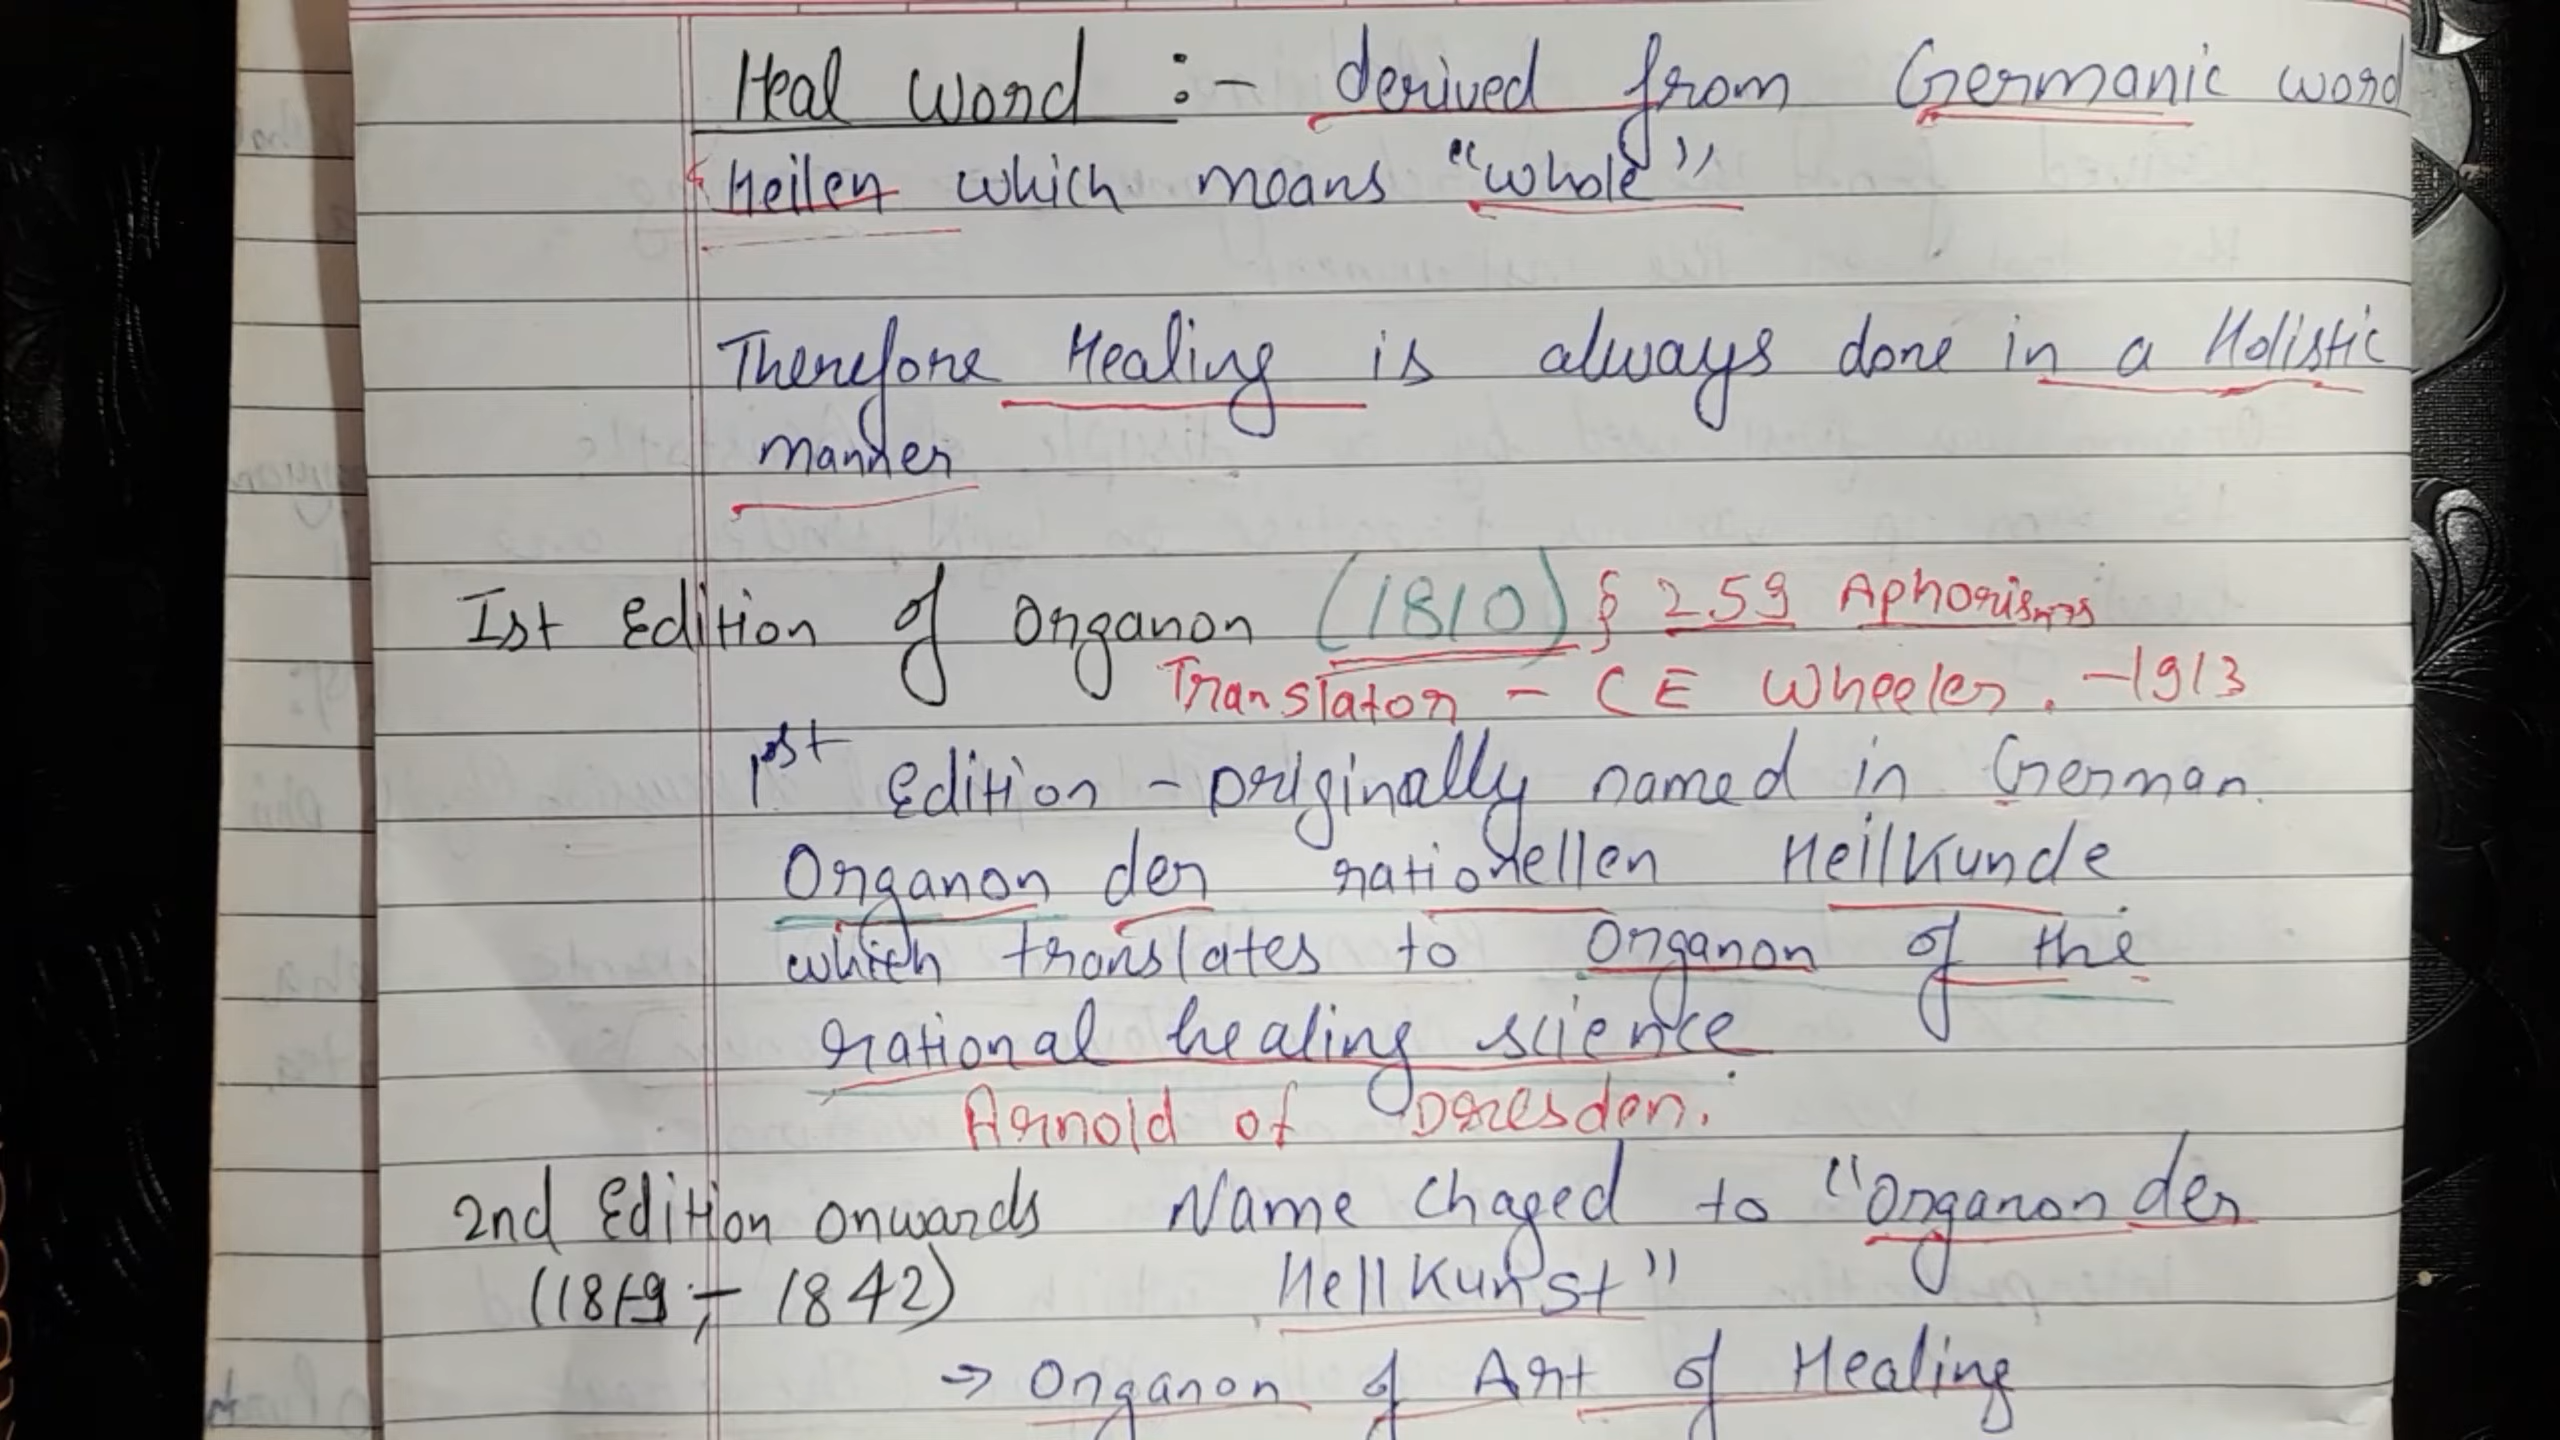 Heal Word :- derived from Germanic word
Heilen which means "whole"
Therefore Healing is always done in a Holistic
manner
Ist Edition of Organon (1810) § 259 Aphorisms
Translator - CE Wheeler. -1913
1st Edition - originally named in German.
Organon der rationellen Heilkunde
which translates to Organon of the
rational healing science
Arnold of Dresden.
2nd Edition onwards Name Chaged to "Organon der
(1819 - 1842) Heilkunst"
→ Organon of Art of Healing